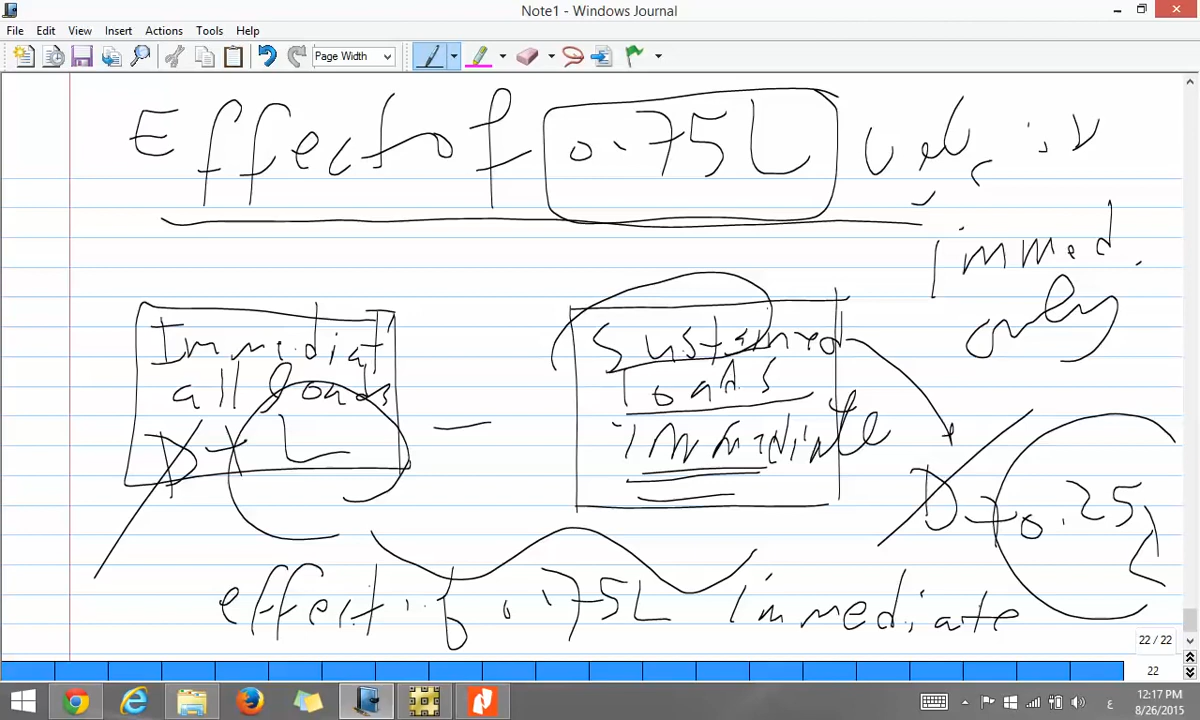 Note1 - Windows Journal
File Edit View Insert Actions Tools Help
Page Width
Effect of 0.75L
immed.
only
Immediat
all loads
D + L
—
Sustained
loads
immediate
D + 0.25L
effect of 0.75L immediate
22 / 22
22
12:17 PM
ع
8/26/2015